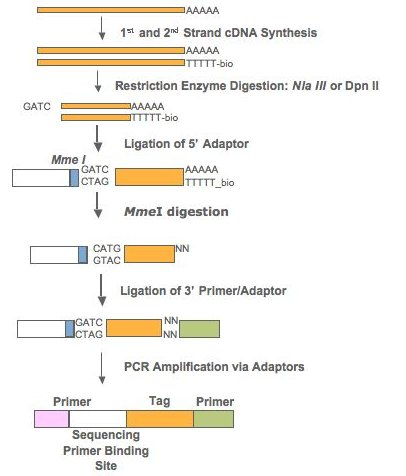 AAAAA
1st and 2nd Strand cDNA Synthesis
AAAAA
TTTTT-bio
Restriction Enzyme Digestion: Nla III or Dpn II
GATC AAAAA
TTTTT-bio
Ligation of 5' Adaptor
Mme I
GATC AAAAA
CTAG TTTTT_bio
MmeI digestion
CATG NN
GTAC
Ligation of 3' Primer/Adaptor
GATC NN
CTAG NN
PCR Amplification via Adaptors
Primer Tag Primer
Sequencing
Primer Binding
Site